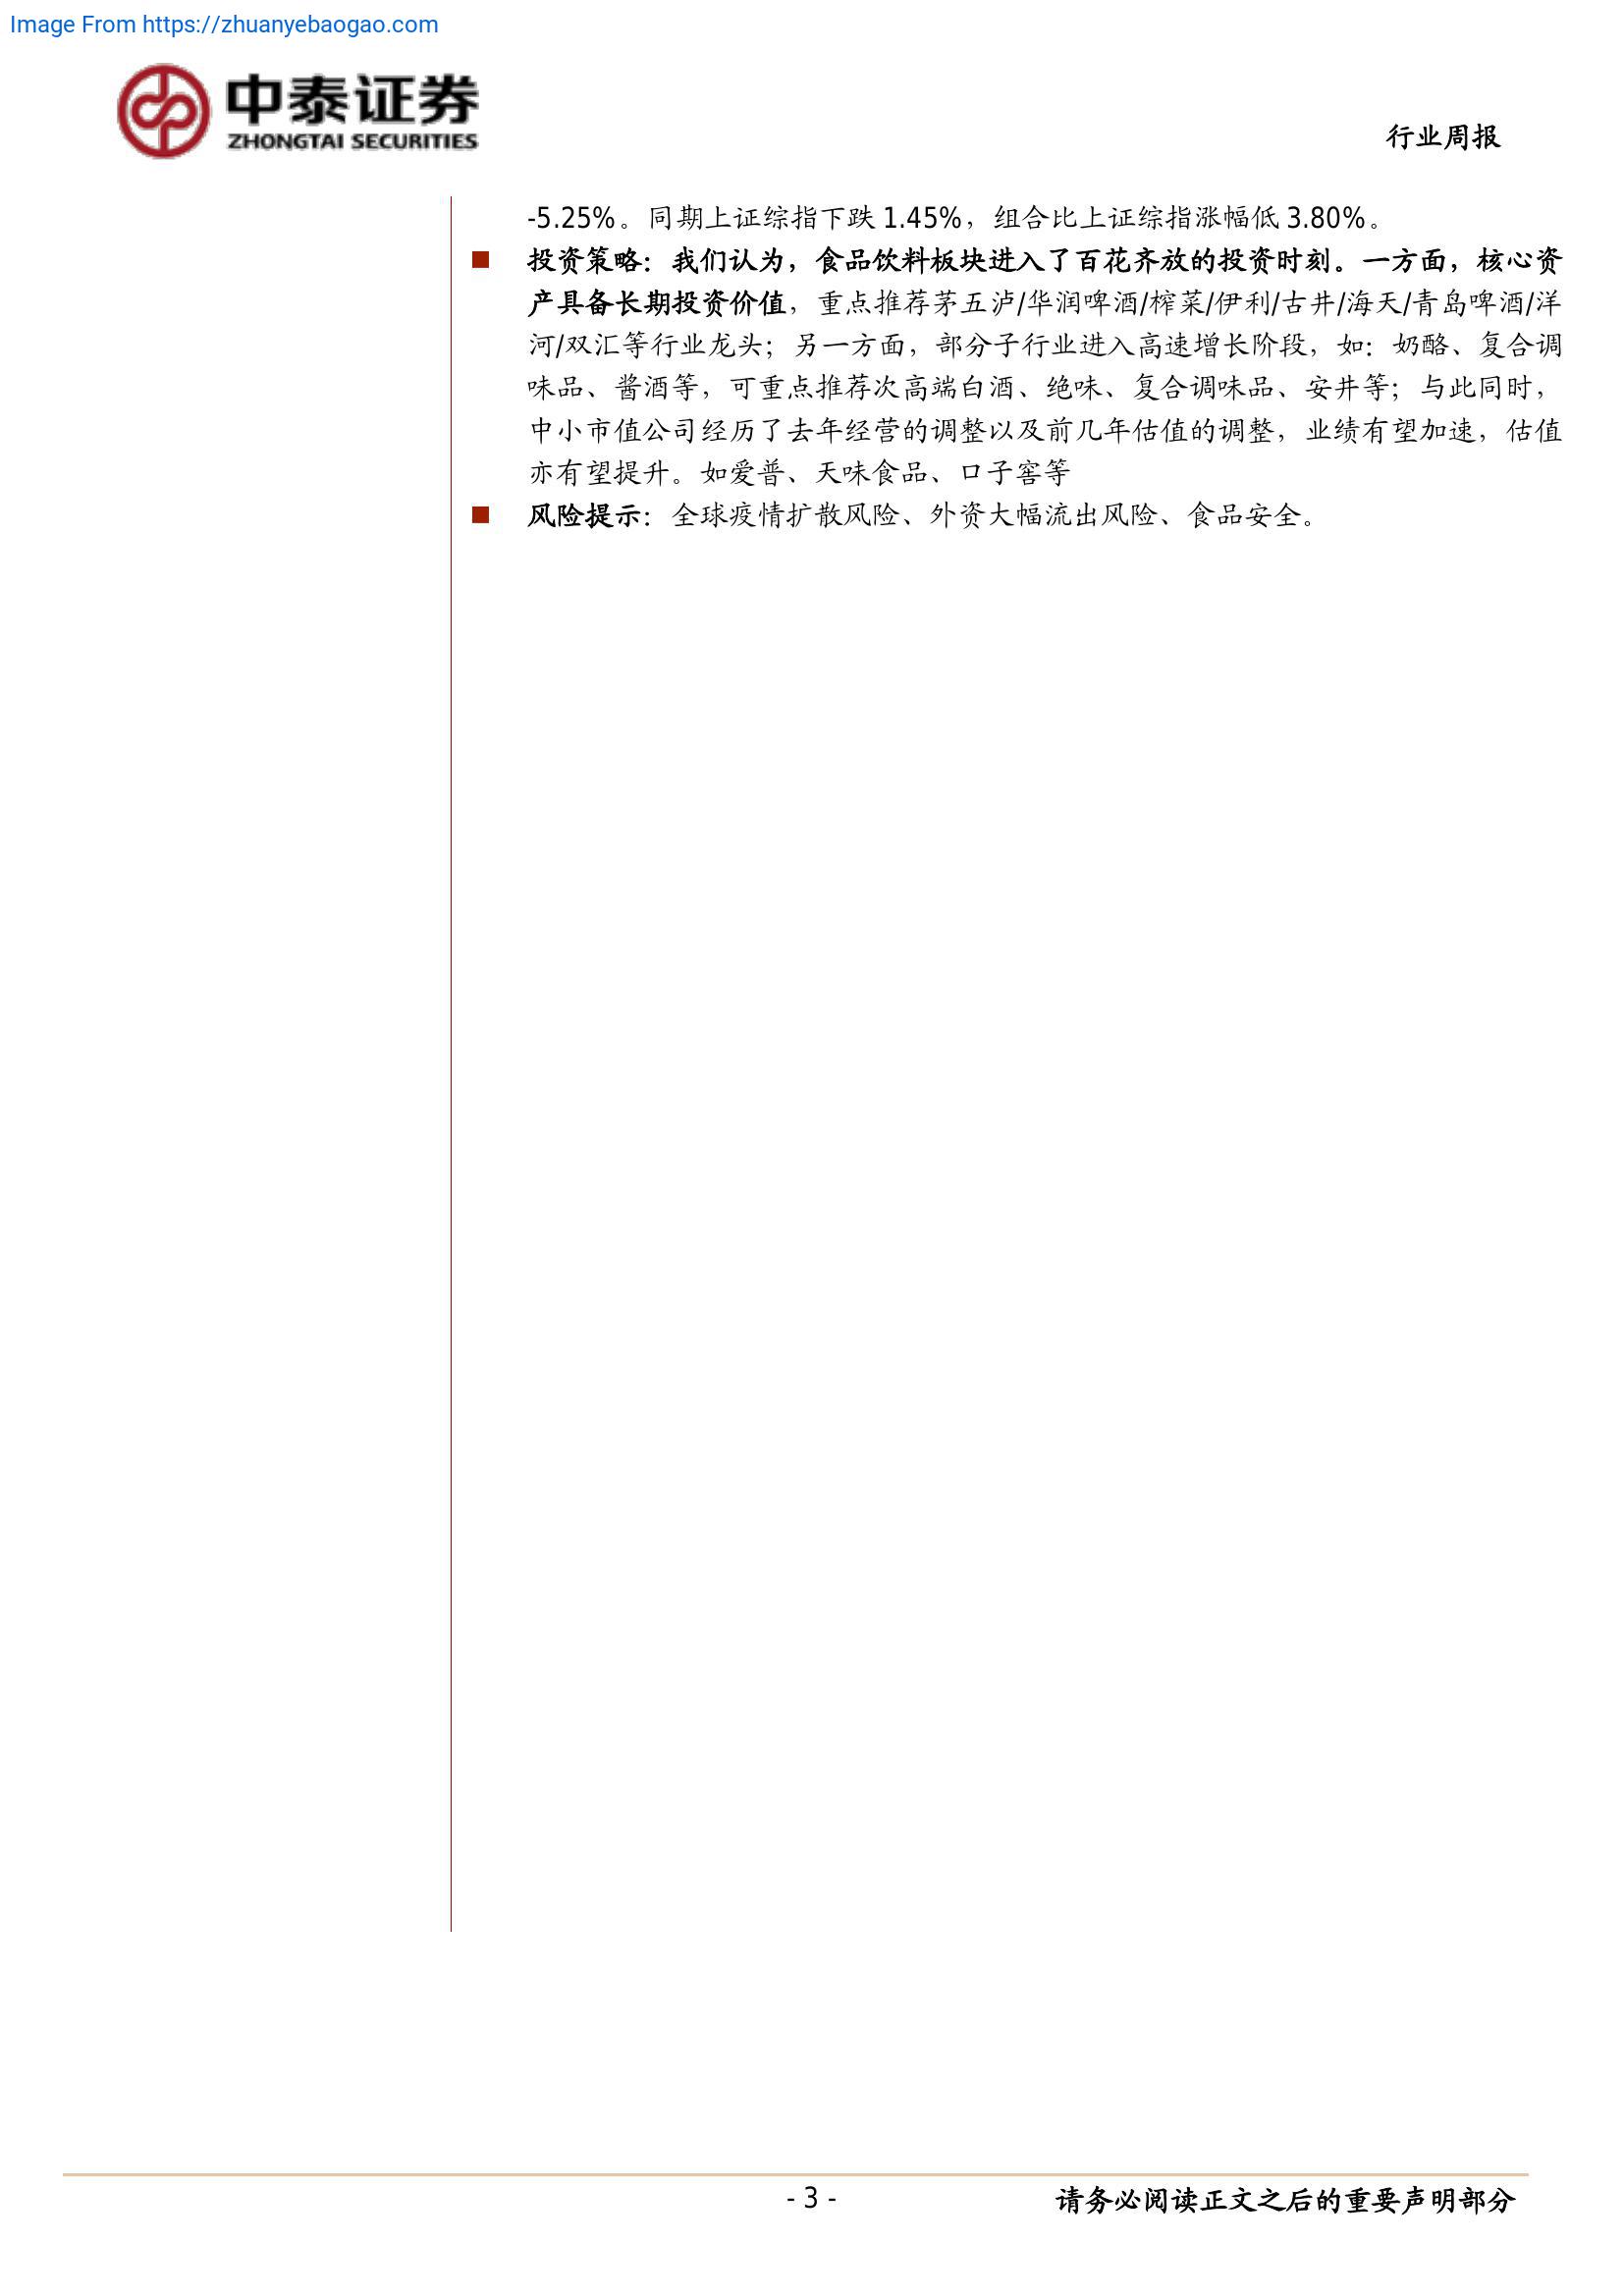 Image From https://zhuanyebaogao.com
中泰证券
ZHONGTAI SECURITIES
行业周报
-5.25%。同期上证综指下跌 1.45%，组合比上证综指涨幅低 3.80%。
投资策略：我们认为，食品饮料板块进入了百花齐放的投资时刻。一方面，核心资
产具备长期投资价值，重点推荐茅五泸/华润啤酒/榨菜/伊利/古井/海天/青岛啤酒/洋
河/双汇等行业龙头；另一方面，部分子行业进入高速增长阶段，如：奶酪、复合调
味品、酱酒等，可重点推荐次高端白酒、绝味、复合调味品、安井等；与此同时，
中小市值公司经历了去年经营的调整以及前几年估值的调整，业绩有望加速，估值
亦有望提升。如爱普、天味食品、口子窖等
风险提示：全球疫情扩散风险、外资大幅流出风险、食品安全。
- 3 -
请务必阅读正文之后的重要声明部分